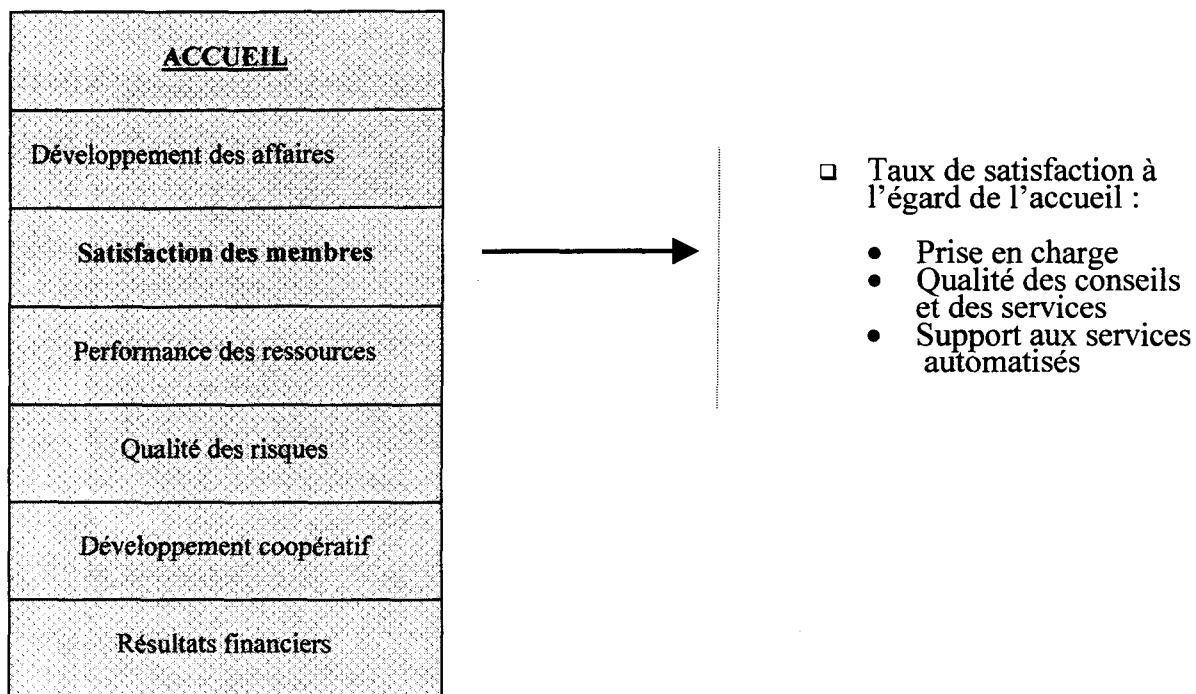 ACCUEIL
Développement des affaires
Satisfaction des membres
Performance des ressources
Qualité des risques
Développement coopératif
Résultats financiers
❑ Taux de satisfaction à
l’égard de l’accueil :
• Prise en charge
• Qualité des conseils
et des services
• Support aux services
automatisés